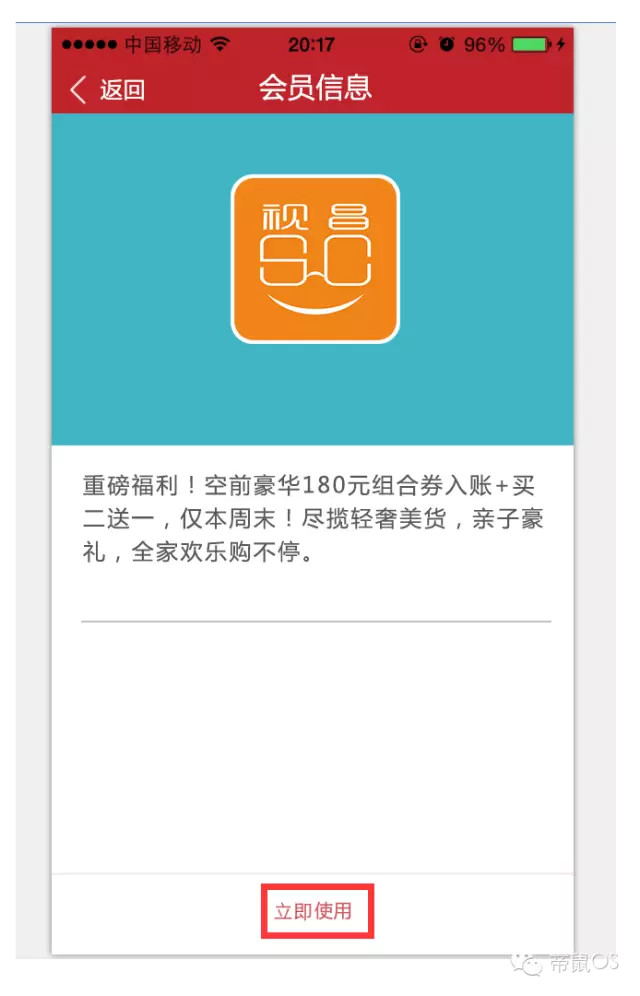 中国移动 20:17 96%
返回 会员信息
视昌
SC
重磅福利！空前豪华180元组合券入账+买
二送一，仅本周末！尽揽轻奢美货，亲子豪
礼，全家欢乐购不停。
立即使用
帝鼠OS